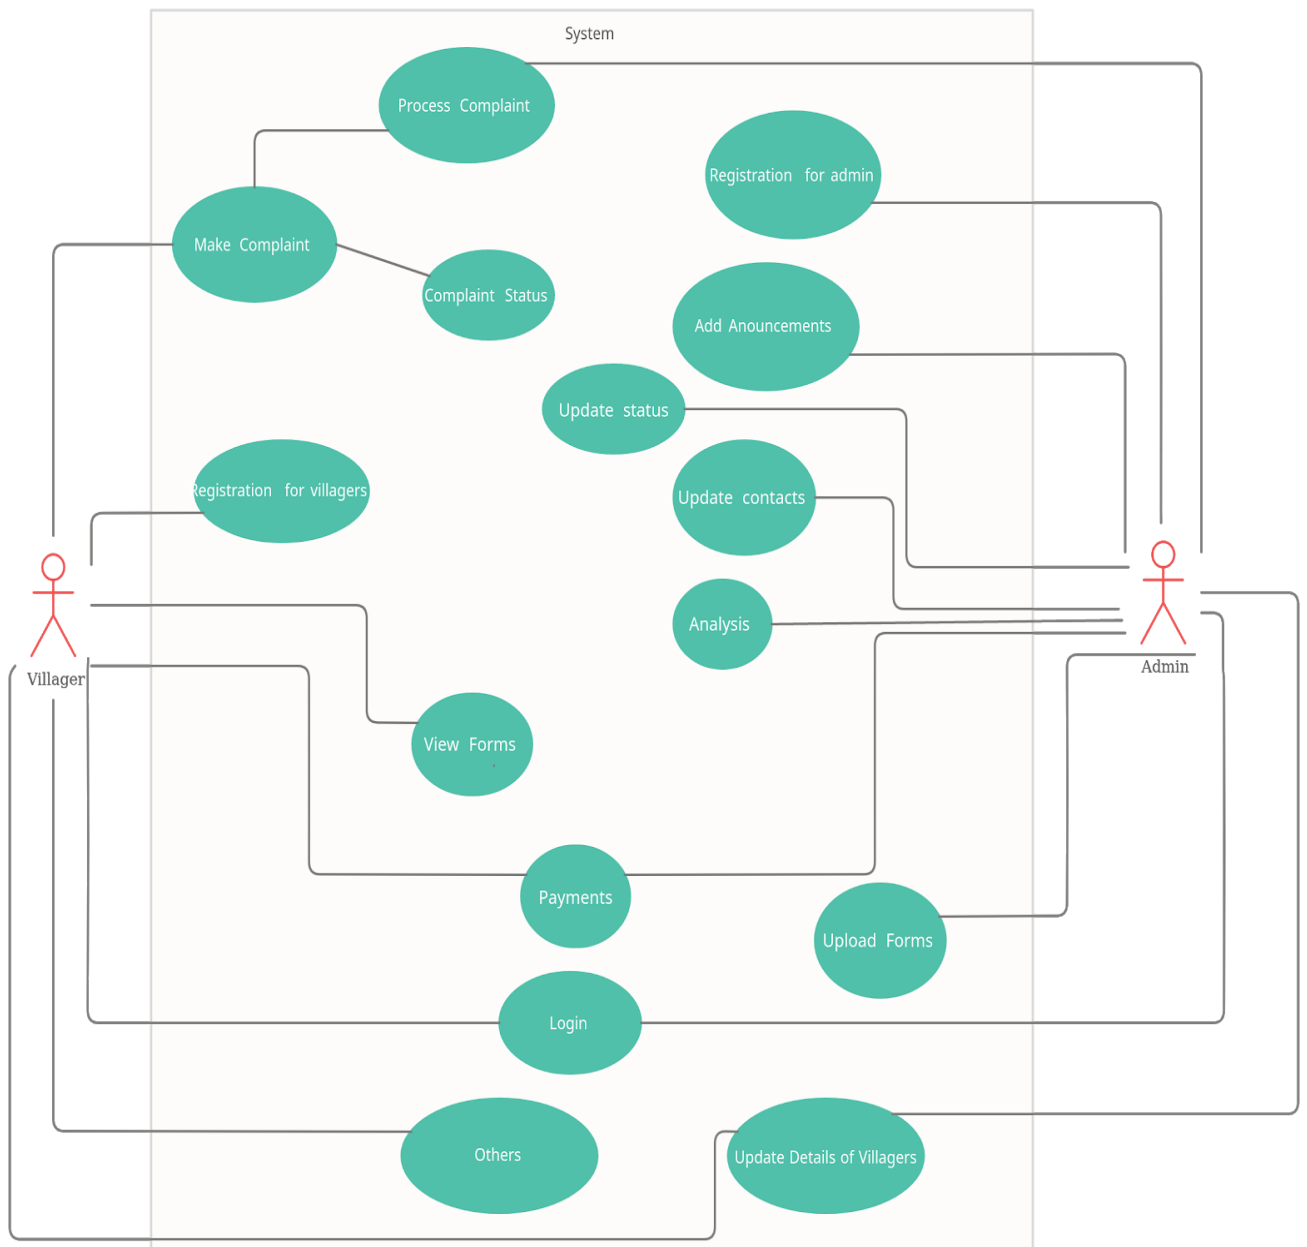 System
Process Complaint
Registration for admin
Make Complaint
Complaint Status
Add Anouncements
Update status
Registration for villagers
Update contacts
Analysis
Villager
Admin
View Forms
Payments
Upload Forms
Login
Others
Update Details of Villagers